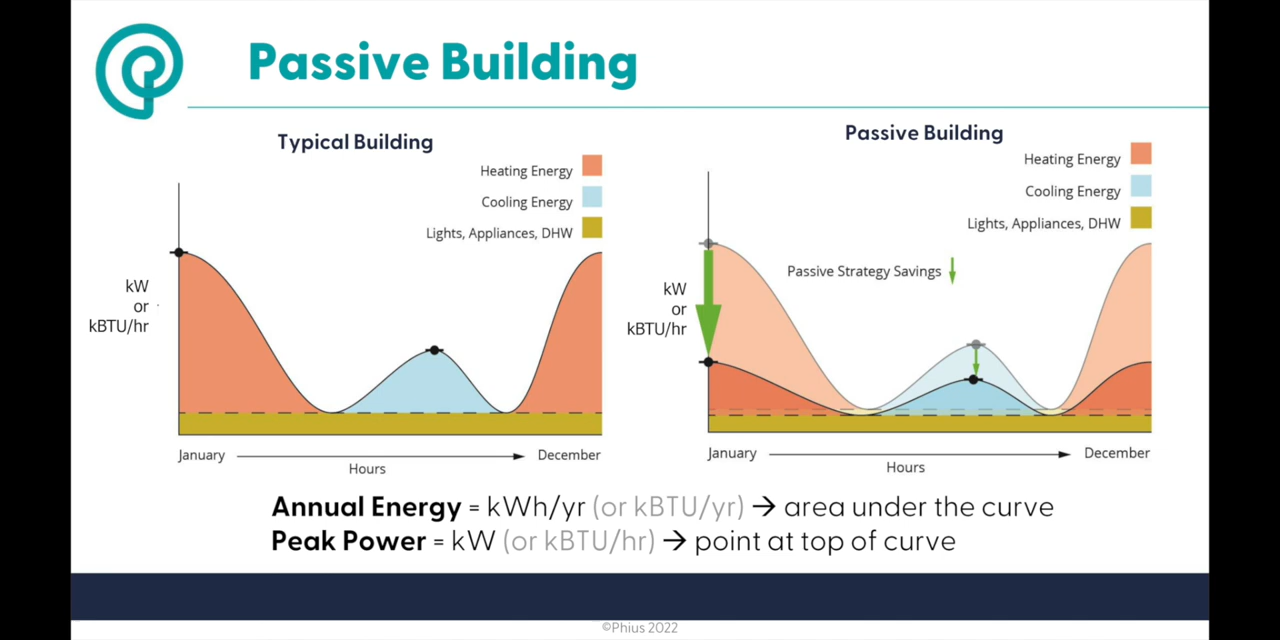 Passive Building
Typical Building
Heating Energy
Cooling Energy
Lights, Appliances, DHW
kW
or
kBTU/hr
January
Hours
December
Passive Building
Heating Energy
Cooling Energy
Lights, Appliances, DHW
Passive Strategy Savings
kW
or
kBTU/hr
January
Hours
December
Annual Energy = kWh/yr (or kBTU/yr) → area under the curve
Peak Power = kW (or kBTU/hr) → point at top of curve
©Phius 2022